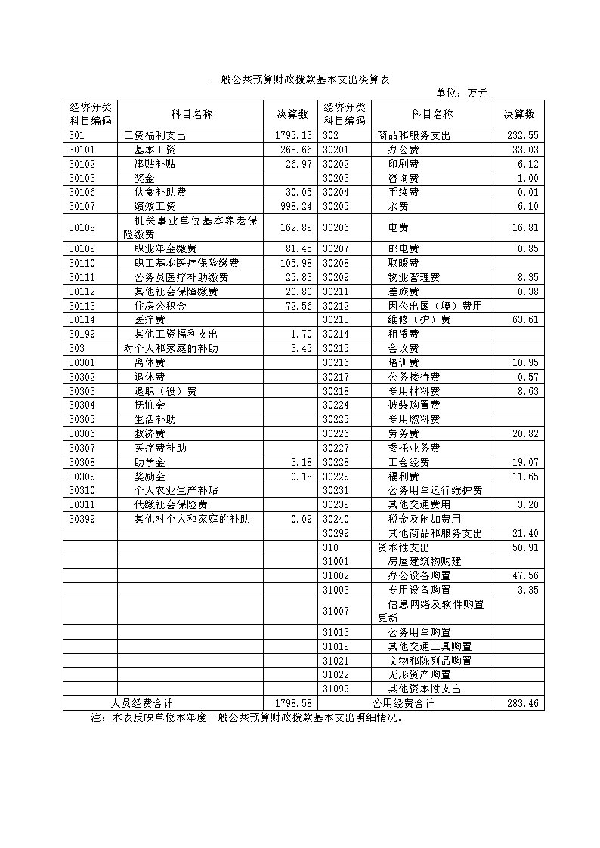 一般公共预算财政拨款基本支出决算表
单位：万元
经济分类科目编码 科目名称 决算数 经济分类科目编码 科目名称 决算数
301 工资福利支出 302 商品和服务支出 232.55
30101 基本工资 30201 办公费 33.03
30102 津贴补贴 26.97 30202 印刷费 6.12
30103 奖金 30203 咨询费 1.00
30106 伙食补助费 30.05 30204 手续费 0.01
30107 绩效工资 998.24 30205 水费 6.10
30108 机关事业单位基本养老保险缴费 30206 电费 16.81
30109 职业年金缴费 30207 邮电费 0.85
30110 职工基本医疗保险缴费 105.98 30208 取暖费
30111 公务员医疗补助缴费 30209 物业管理费 8.35
30112 其他社会保障缴费 30211 差旅费 0.38
30113 住房公积金 30212 因公出国（境）费用
30114 医疗费 30213 维修（护）费 63.61
30199 其他工资福利支出 1.70 30214 租赁费
303 对个人和家庭的补助 3.45 30215 会议费
30301 离休费 30216 培训费 10.95
30302 退休费 30217 公务接待费 0.57
30303 退职（役）费 30218 专用材料费 8.63
30304 抚恤金 30224 被装购置费
30305 生活补助 30225 专用燃料费
30306 救济费 30226 劳务费 20.82
30307 医疗费补助 30227 委托业务费
30308 助学金 3.18 30228 工会经费 19.07
30309 奖励金 30229 福利费 1.65
30310 个人农业生产补贴 30231 公务用车运行维护费
30311 代缴社会保险费 30239 其他交通费用 3.20
30399 其他对个人和家庭的补助 0.09 30240 税金及附加费用
30299 其他商品和服务支出 21.40
310 资本性支出 50.91
31001 房屋建筑物购建
31002 办公设备购置 47.56
31003 专用设备购置 3.35
31007 信息网络及软件购置更新
31013 公务用车购置
31019 其他交通工具购置
31021 文物和陈列品购置
31022 无形资产购置
31099 其他资本性支出
人员经费合计 1798.58 公用经费合计 283.46
注：本表反映单位本年度一般公共预算财政拨款基本支出明细情况。